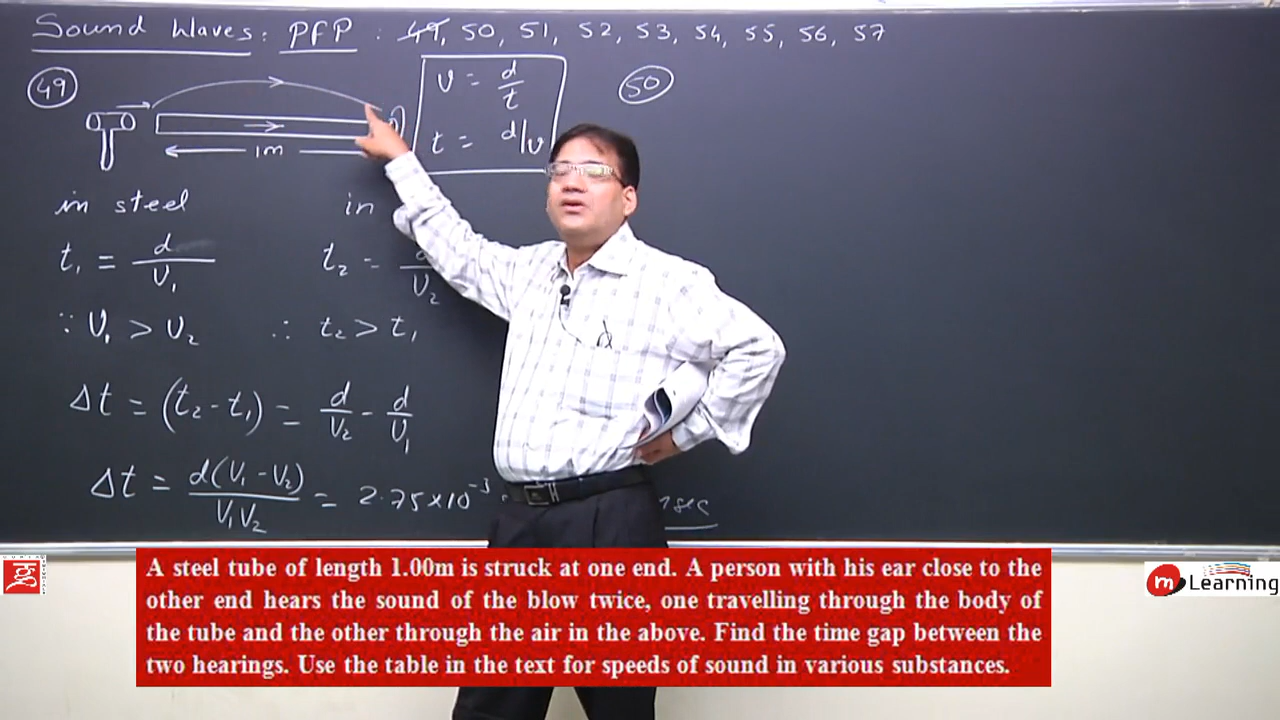 Sound Waves: PFP : 49, 50, 51, 52, 53, 54, 55, 56, 57
49
1m
v = d/t
t = d/v
50
in steel
in
t₁ = d/V₁
t₂ = d/V₂
∵ V₁ > V₂ ∴ t₂ > t₁
Δt = (t₂ - t₁) = d/V₂ - d/V₁
Δt = d(V₁ - V₂)/V₁V₂ = 2.75×10⁻³
A steel tube of length 1.00m is struck at one end. A person with his ear close to the
other end hears the sound of the blow twice, one travelling through the body of
the tube and the other through the air in the above. Find the time gap between the
two hearings. Use the table in the text for speeds of sound in various substances.
m Learning